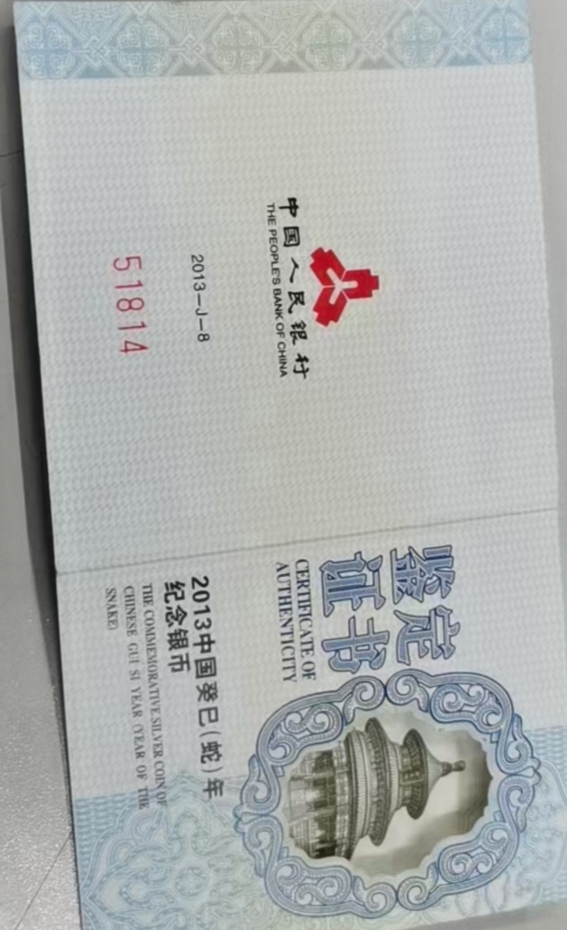 中国人民银行
THE PEOPLE'S BANK OF CHINA
2013-J-8
51814
鉴定
证书
CERTIFICATE OF
AUTHENTICITY
2013中国癸巳(蛇)年
纪念银币
THE COMMEMORATIVE SILVER COIN OF
CHINESE GUI SI YEAR (YEAR OF THE
SNAKE)